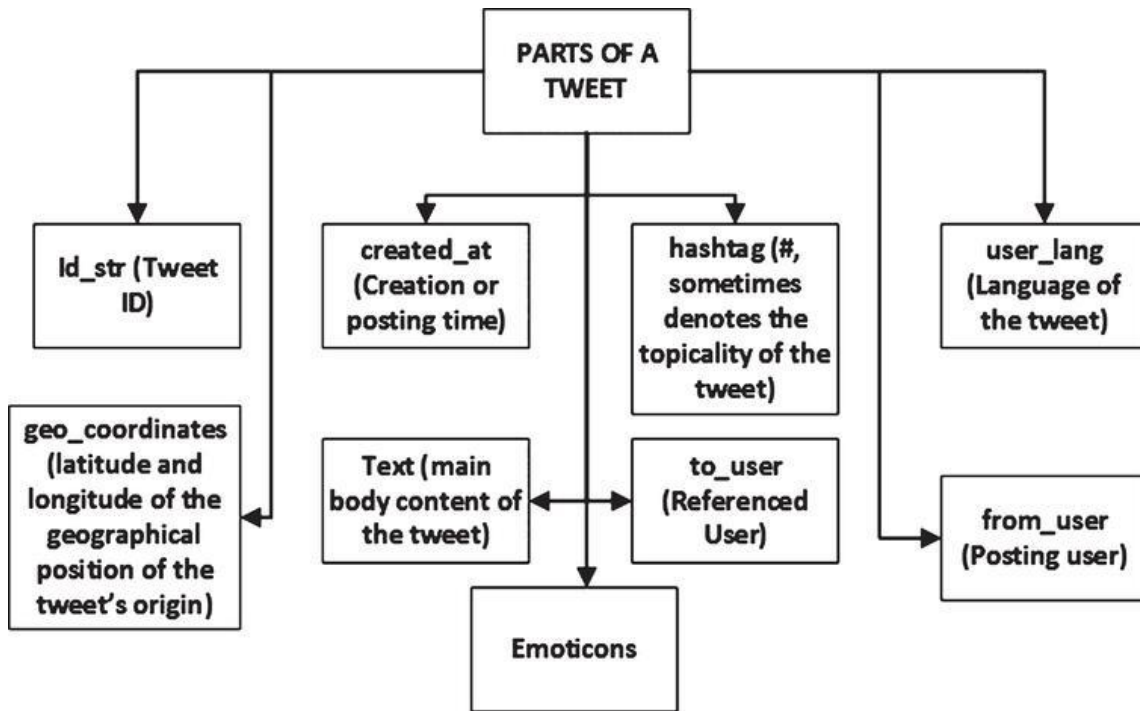 PARTS OF A
TWEET
Id_str (Tweet
ID)
created_at
(Creation or
posting time)
hashtag (#,
sometimes
denotes the
topicality of the
tweet)
user_lang
(Language of
the tweet)
geo_coordinates
(latitude and
longitude of the
geographical
position of the
tweet’s origin)
Text (main
body content of
the tweet)
to_user
(Referenced
User)
from_user
(Posting user)
Emoticons